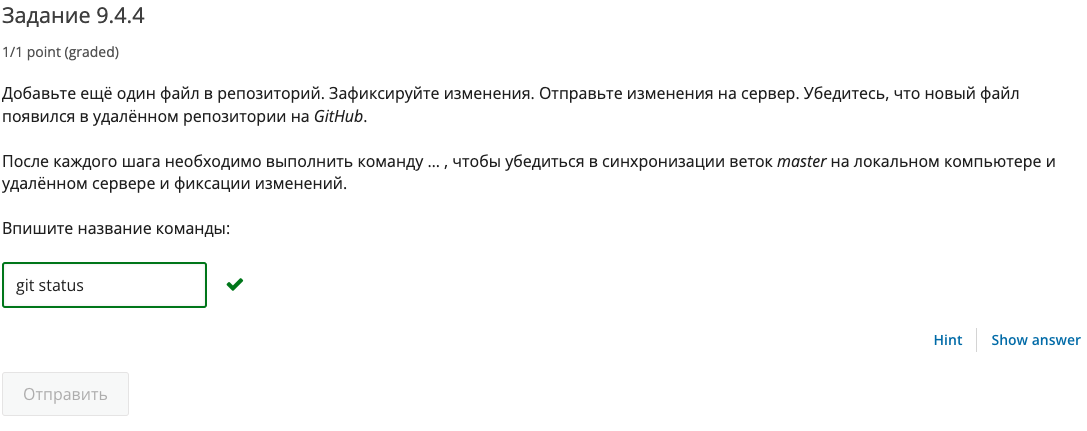 Задание 9.4.4
1/1 point (graded)
Добавьте ещё один файл в репозиторий. Зафиксируйте изменения. Отправьте изменения на сервер. Убедитесь, что новый файл
появился в удалённом репозитории на GitHub.
После каждого шага необходимо выполнить команду ... , чтобы убедиться в синхронизации веток master на локальном компьютере и
удалённом сервере и фиксации изменений.
Впишите название команды:
git status
Hint
Show answer
Отправить